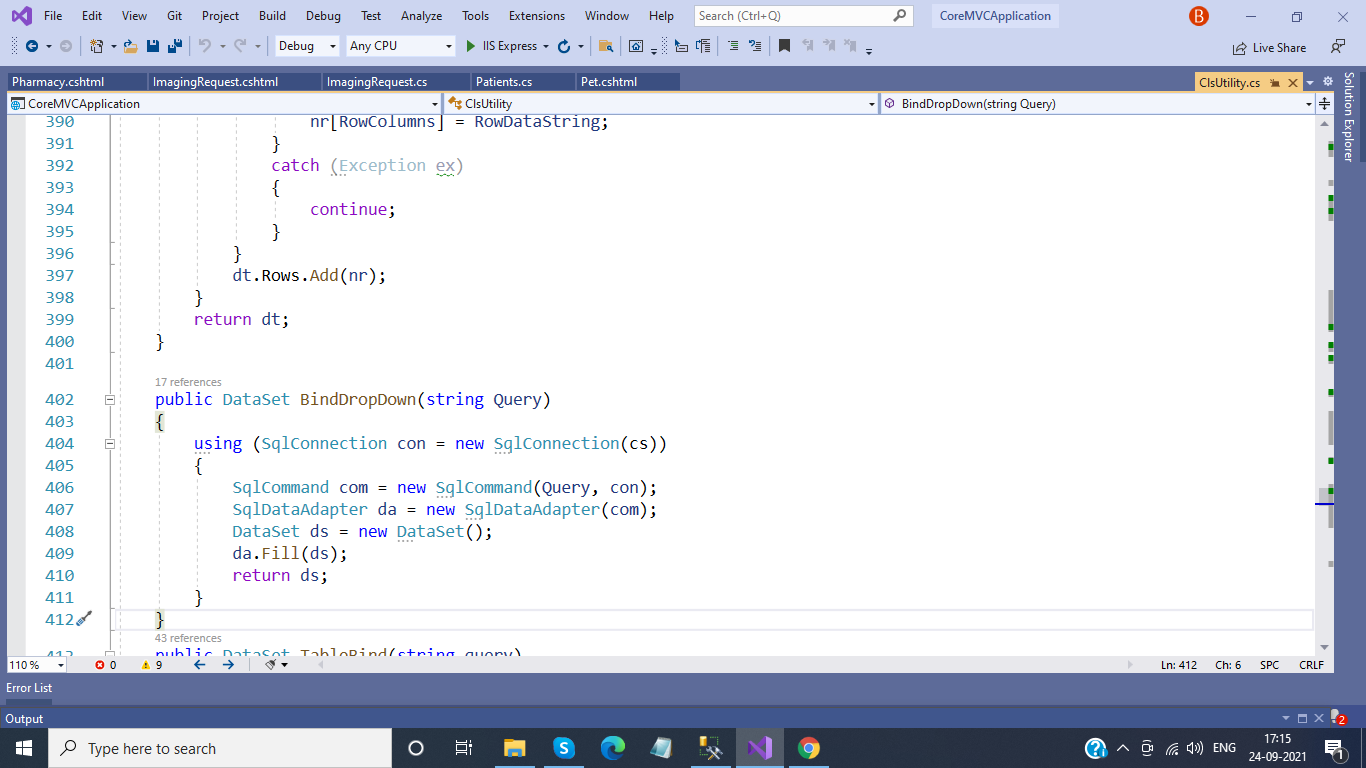 File Edit View Git Project Build Debug Test Analyze Tools Extensions Window Help Search (Ctrl+Q) CoreMVCApplication B
Debug Any CPU IIS Express Live Share
Pharmacy.cshtml ImagingRequest.cshtml ImagingRequest.cs Patients.cs Pet.cshtml ClsUtility.cs
CoreMVCApplication ClsUtility BindDropDown(string Query)
Solution Explorer
390 nr[RowColumns] = RowDataString;
391 }
392 catch (Exception ex)
393 {
394 continue;
395 }
396 }
397 dt.Rows.Add(nr);
398 }
399 return dt;
400 }
401
17 references
402 public DataSet BindDropDown(string Query)
403 {
404 using (SqlConnection con = new SqlConnection(cs))
405 {
406 SqlCommand com = new SqlCommand(Query, con);
407 SqlDataAdapter da = new SqlDataAdapter(com);
408 DataSet ds = new DataSet();
409 da.Fill(ds);
410 return ds;
411 }
412 }
43 references
413 public DataSet TableBind(string query)
110 % 0 9 Ln: 412 Ch: 6 SPC CRLF
Error List
Output 2
Type here to search S ENG 17:15
24-09-2021 1